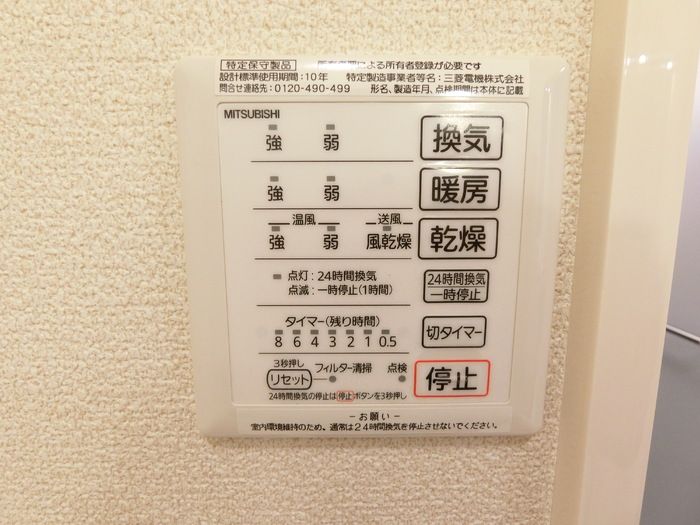 特定保守製品 所有者票による所有者登録が必要です
設計標準使用期間：10年 特定製造事業者等名：三菱電機株式会社
問合せ連絡先：0120-490-499 形名、製造年月、点検期間は本体に記載
MITSUBISHI
強 弱 換気
強 弱 暖房
温風 送風
強 弱 風乾燥 乾燥
点灯：24時間換気
点滅：一時停止(1時間)
24時間換気
一時停止
タイマー(残り時間)
8 6 4 3 2 1 0.5
切タイマー
3秒押し
リセット フィルター清掃 点検
停止
24時間換気の停止は停止ボタンを3秒押し
－お願い－
室内環境維持のため、通常は24時間換気を停止させないでください。